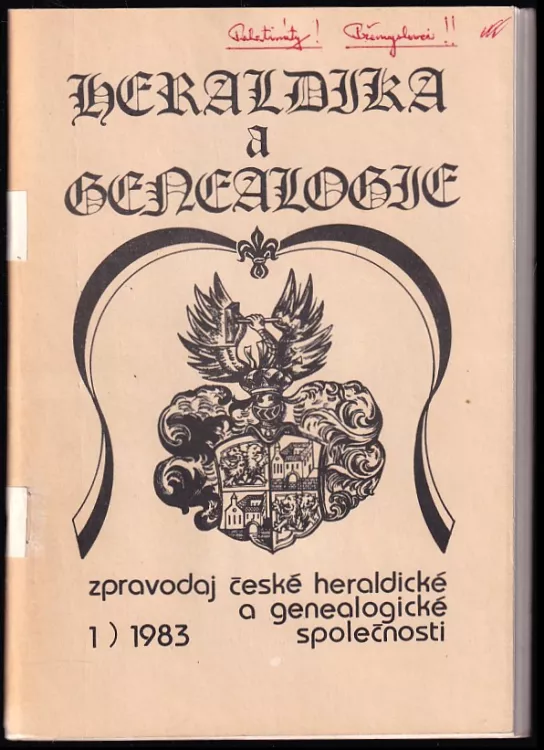 Palatináty! Přemyslovci!!
HERALDIKA
a
GENEALOGIE
zpravodaj české heraldické
a genealogické
1) 1983 společnosti